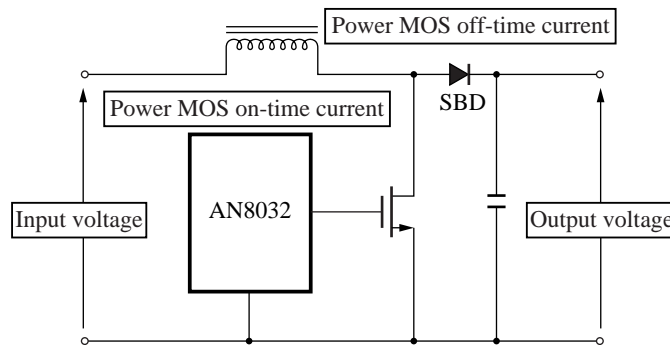 Power MOS off-time current
SBD
Power MOS on-time current
AN8032
Input voltage
Output voltage